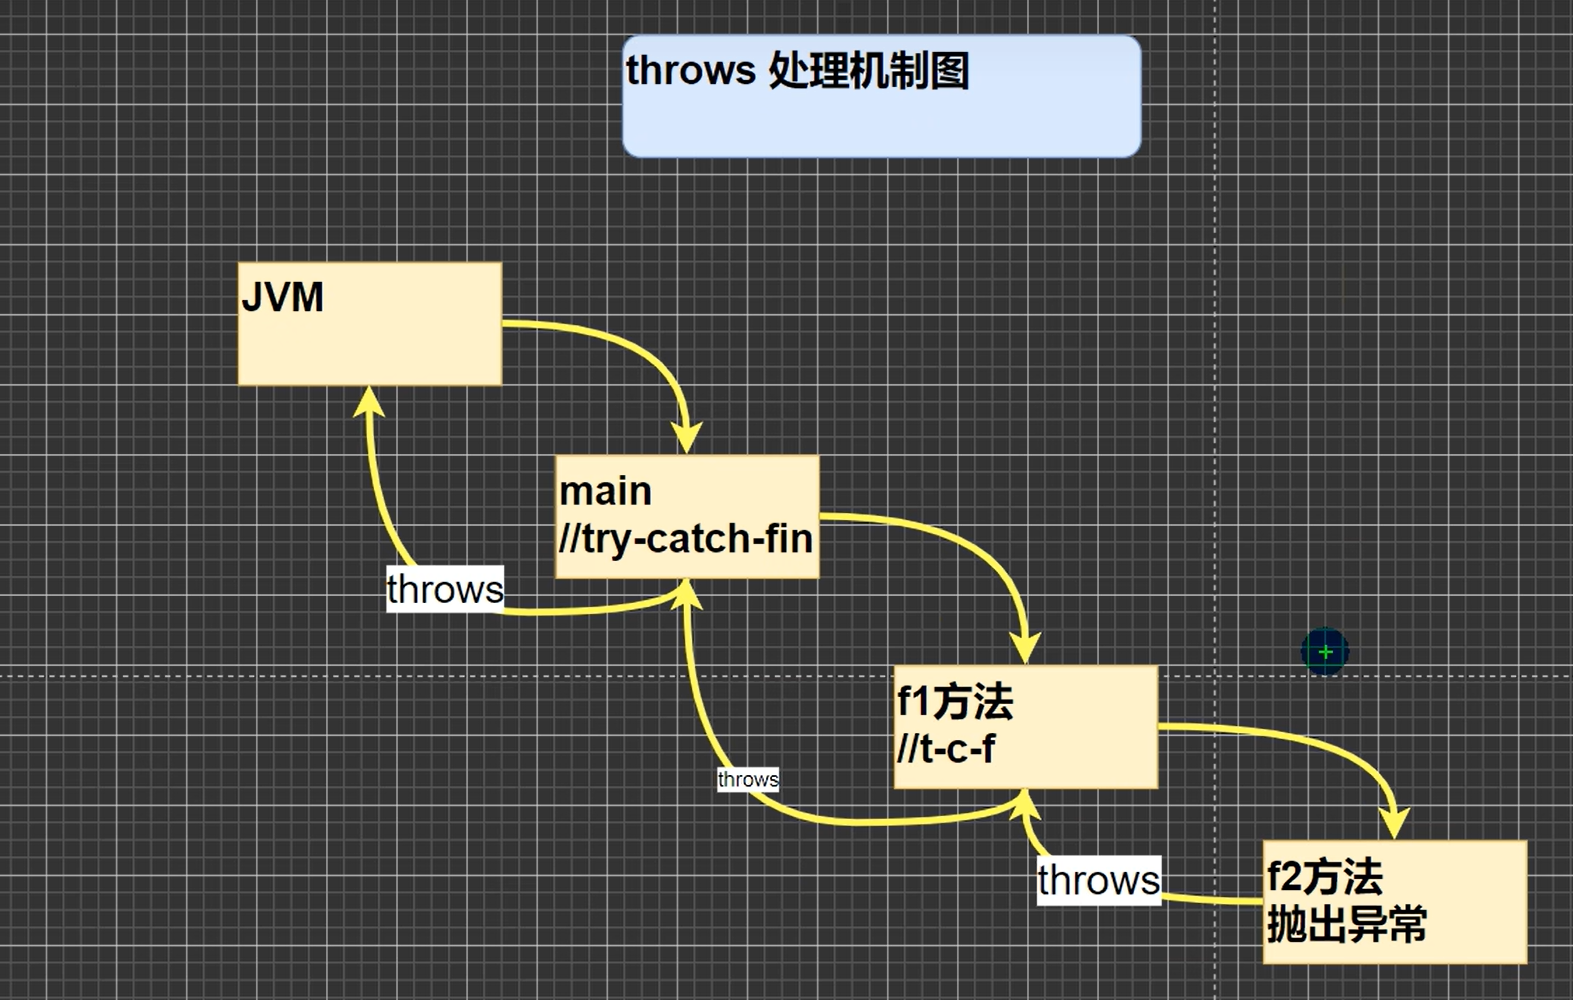 throws 处理机制图
JVM
main
//try-catch-fin
throws
f1方法
//t-c-f
throws
f2方法
抛出异常
throws